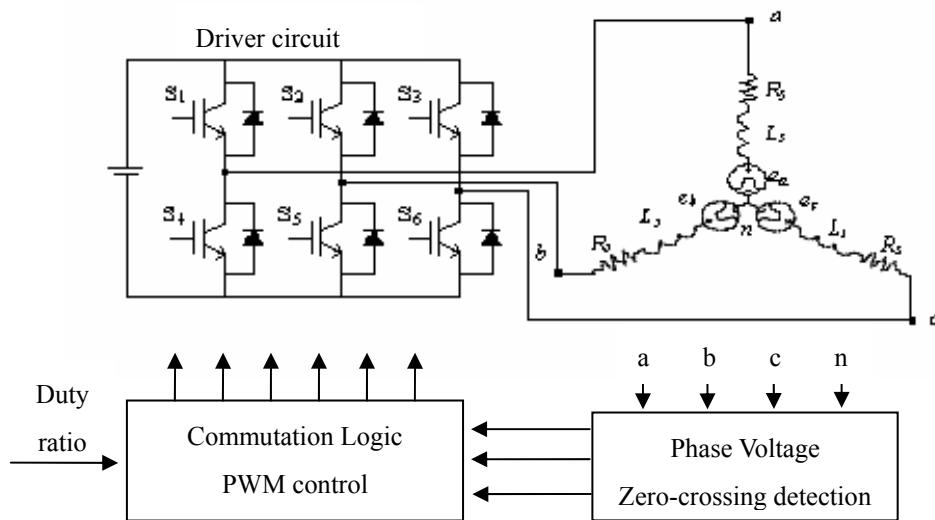 Driver circuit
a
S1
S2
S3
Rs
Ls
ea
S4
S5
S6
eb
ec
n
Ls
Ls
Rs
Rs
b
a b c n
Duty
ratio
Commutation Logic
PWM control
Phase Voltage
Zero-crossing detection